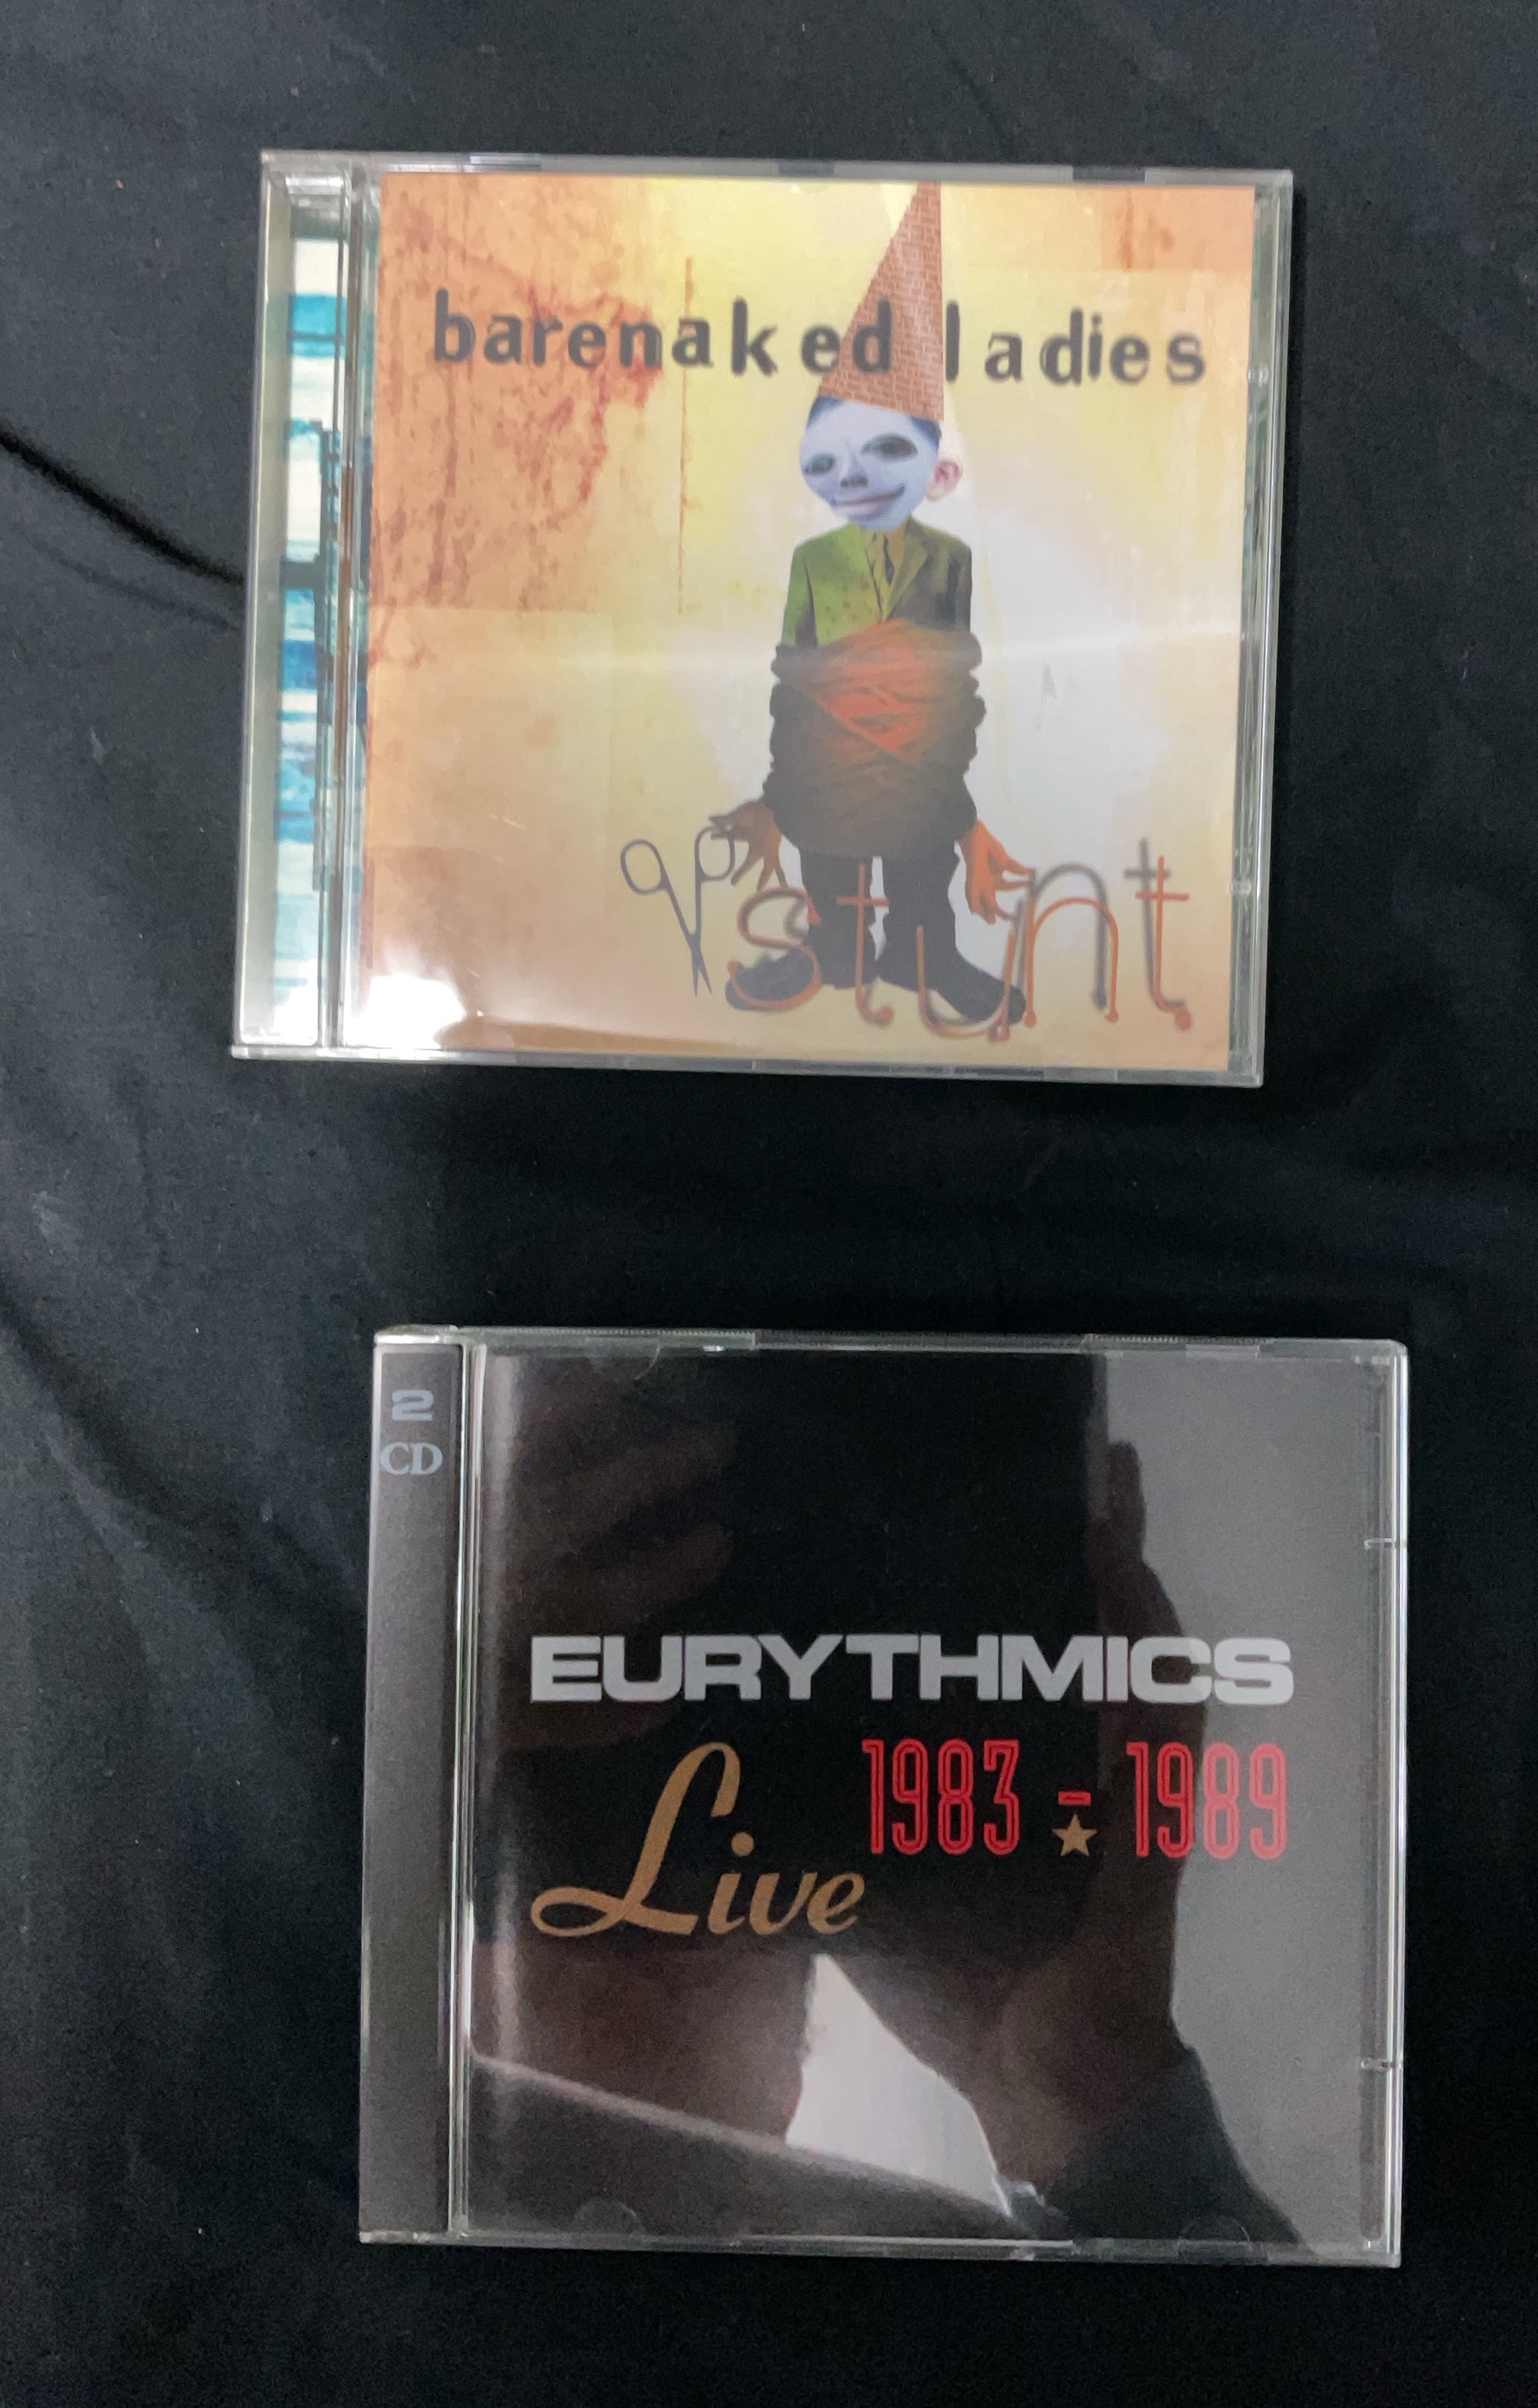 barenaked ladies
stunt
2
CD
EURYTHMICS
Live 1983 - 1989